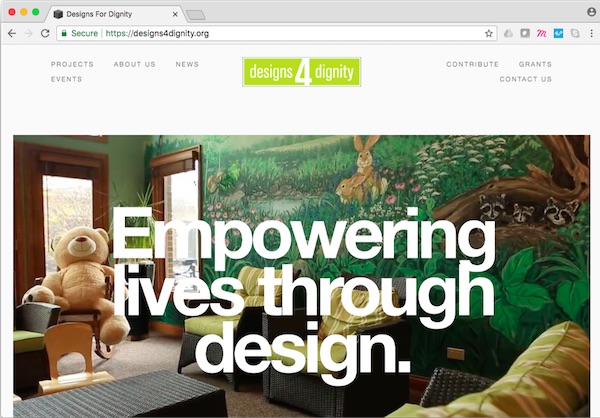 Designs For Dignity
Secure | https://designs4dignity.org
PROJECTS ABOUT US NEWS
EVENTS
designs 4 dignity
CONTRIBUTE GRANTS
CONTACT US
Empowering
lives through
design.